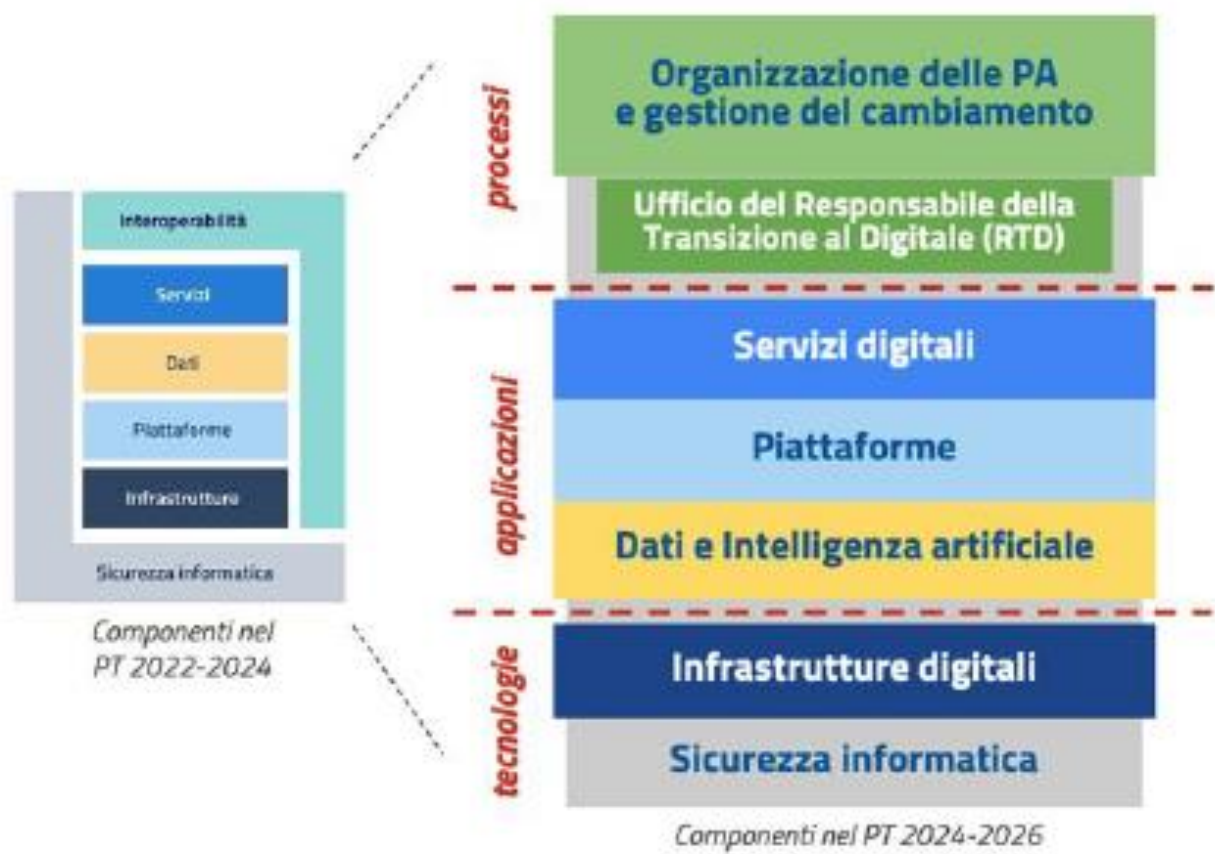 Interoperabilità
Servizi
Dati
Piattaforme
Infrastrutture
Sicurezza informatica
Componenti nel
PT 2022-2024
processi
Organizzazione delle PA
e gestione del cambiamento
Ufficio del Responsabile della
Transizione al Digitale (RTD)
applicazioni
Servizi digitali
Piattaforme
Dati e Intelligenza artificiale
tecnologie
Infrastrutture digitali
Sicurezza informatica
Componenti nel PT 2024-2026